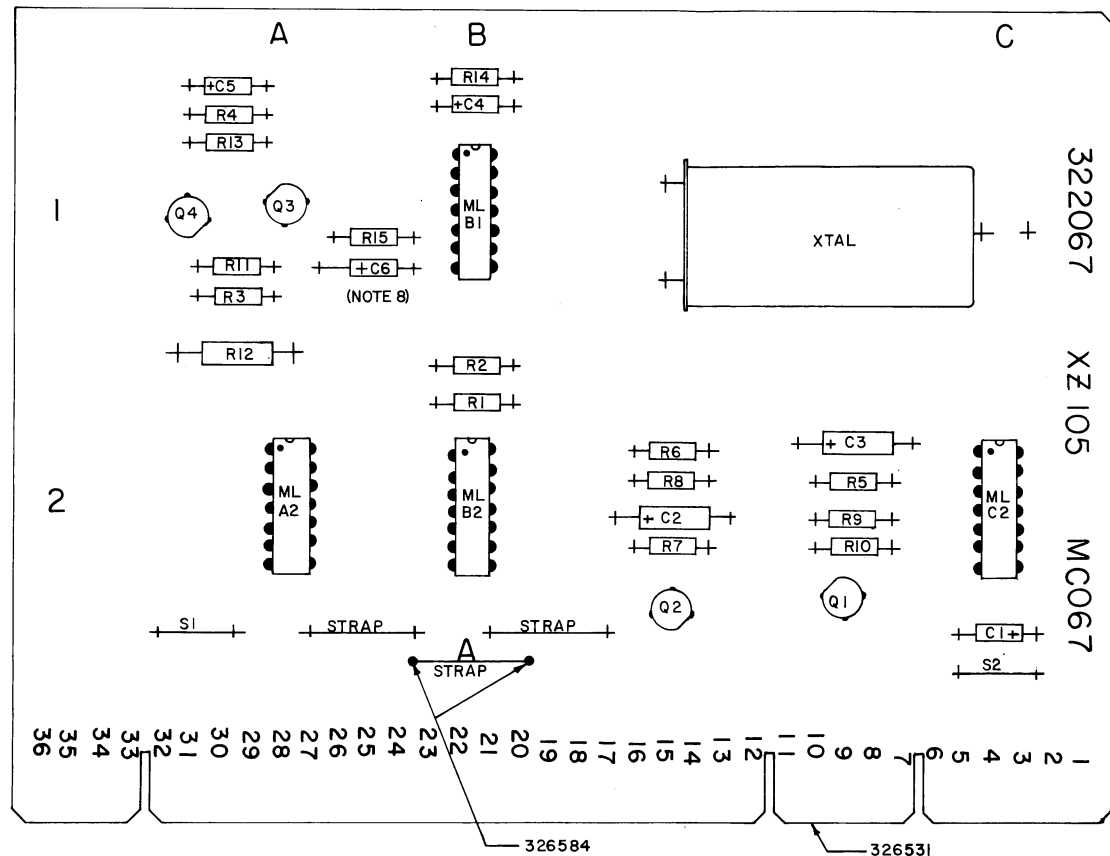 A B C
R14
+C5
+C4
R4
R13
ML
B1
322067
1
Q4
Q3
R15
XTAL
R11
+C6
R3
(NOTE 8)
R12
R2
XZ 105
R1
+ C3
R6
R8
R5
2
ML
A2
ML
B2
ML
C2
+ C2
R9
R7
R10
MC067
Q2
Q1
S1
STRAP
STRAP
A
STRAP
C1+
S2
36 35 34 33 32 31 30 29 28 27 26 25 24 23 22 21 20 19 18 17 16 15 14 13 12 11 10 9 8 7 6 5 4 3 2 1
326584
326531